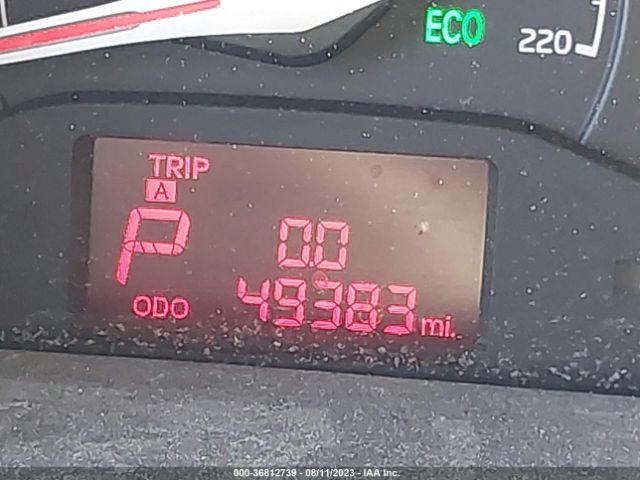 ECO
220
TRIP
A
P
0.0
ODO
49383 mi.
000-36812739 - 08/11/2023 - IAA Inc.